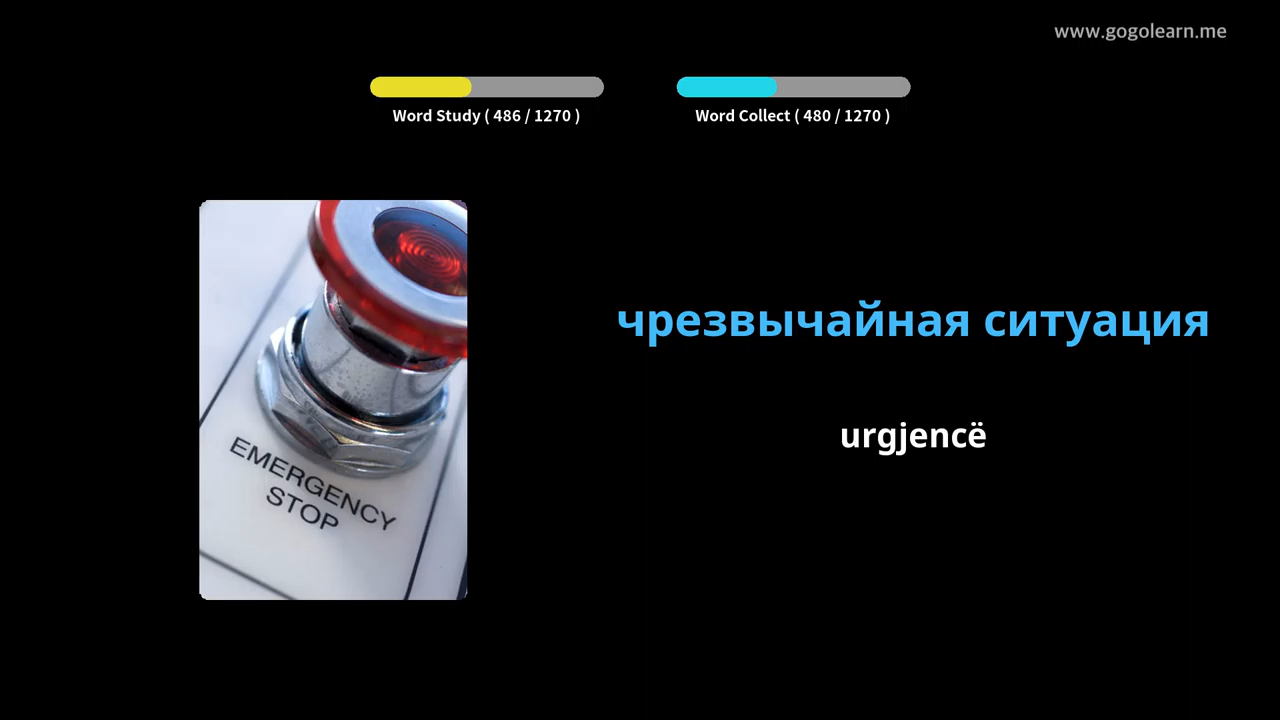 www.gogolearn.me
Word Study ( 486 / 1270 )
Word Collect ( 480 / 1270 )
чрезвычайная ситуация
urgjencë
EMERGENCY
STOP